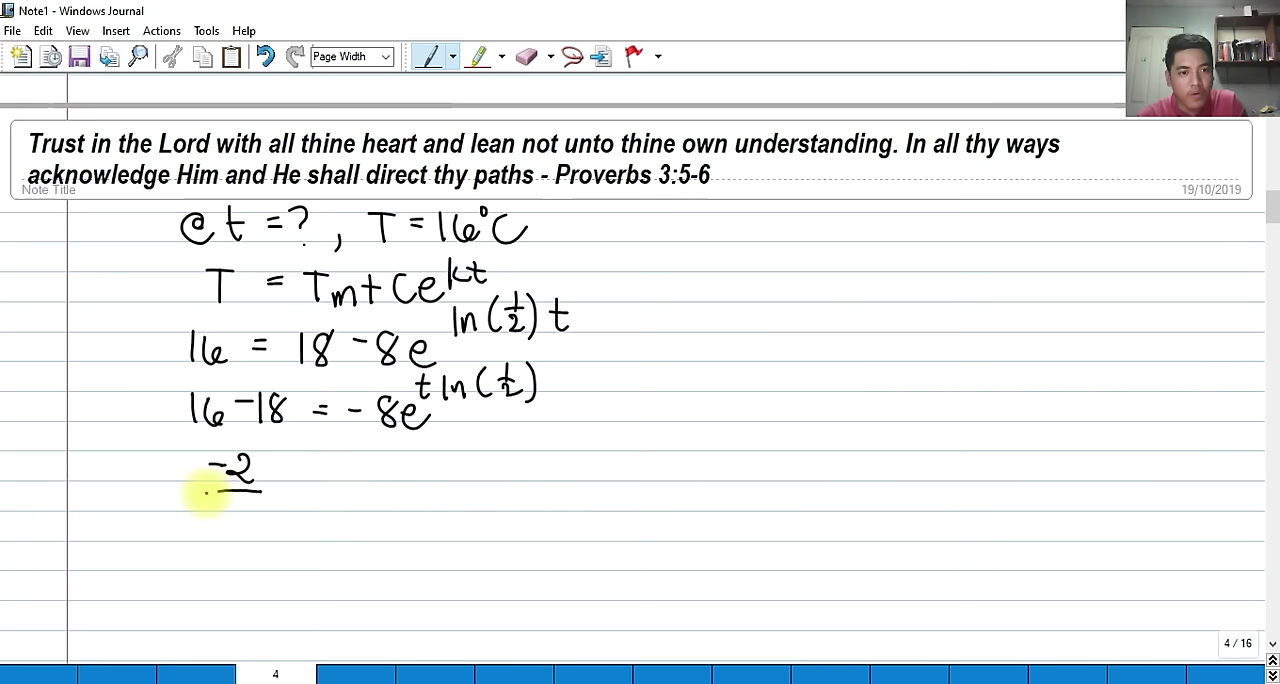 Note1 - Windows Journal
File Edit View Insert Actions Tools Help
Page Width
Trust in the Lord with all thine heart and lean not unto thine own understanding. In all thy ways
acknowledge Him and He shall direct thy paths - Proverbs 3:5-6
Note Title
19/10/2019
@ t = ? , T = 16°C
T = Tm + Ce^kt
16 = 18 - 8e^ln(1/2)t
16 - 18 = - 8e^t ln(1/2)
-2
4 / 16
4